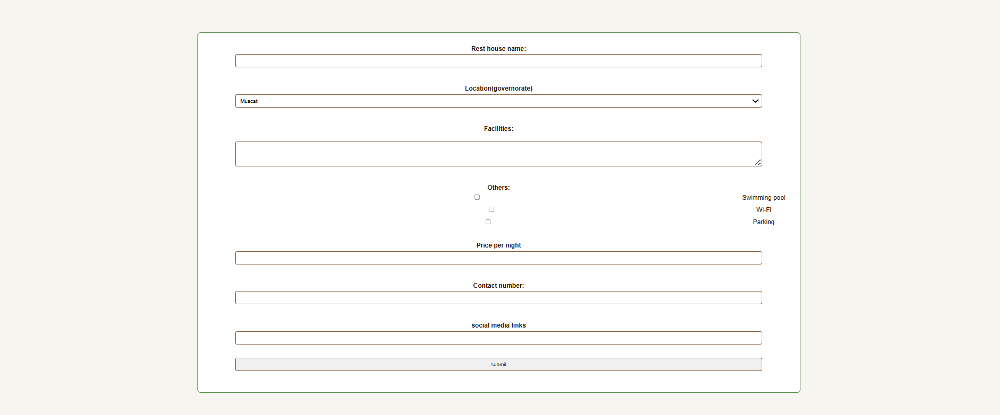 Rest house name:
Location(governorate)
Muscat
Facilities:
Others:
Swimming pool
Wi-Fi
Parking
Price per night
Contact number:
social media links
submit